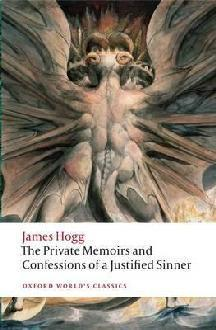 James Hogg
The Private Memoirs and
Confessions of a Justified Sinner
OXFORD WORLD'S CLASSICS